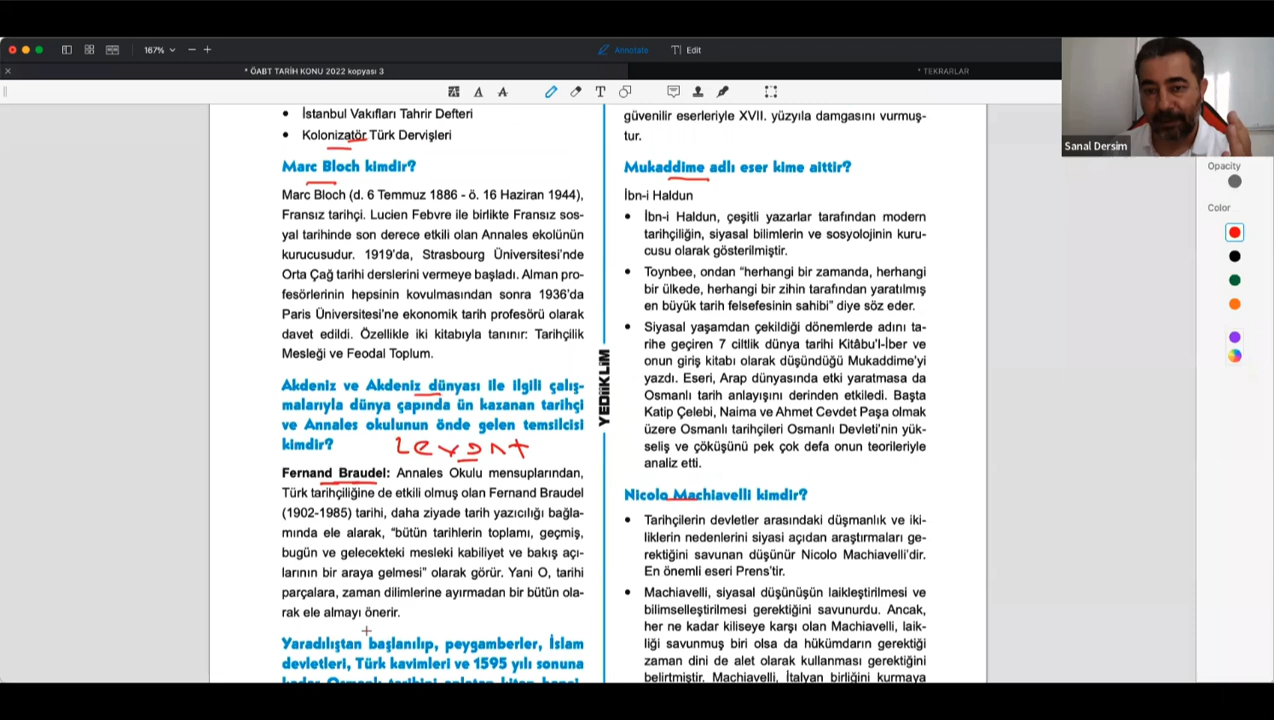 167%
Annotate
Edit
* ÖABT TARİH KONU 2022 kopyası 3
* TEKRARLAR
Sanal Dersim
Opacity
Color
İstanbul Vakıfları Tahrir Defteri
Kolonizatör Türk Dervişleri
Marc Bloch kimdir?
Marc Bloch (d. 6 Temmuz 1886 - ö. 16 Haziran 1944),
Fransız tarihçi. Lucien Febvre ile birlikte Fransız sos-
yal tarihinde son derece etkili olan Annales ekolünün
kurucusudur. 1919'da, Strasbourg Üniversitesi'nde
Orta Çağ tarihi derslerini vermeye başladı. Alman pro-
fesörlerinin hepsinin kovulmasından sonra 1936'da
Paris Üniversitesi'ne ekonomik tarih profesörü olarak
davet edildi. Özellikle iki kitabıyla tanınır: Tarihçilik
Mesleği ve Feodal Toplum.
Akdeniz ve Akdeniz dünyası ile ilgili çalış-
malarıyla dünya çapında ün kazanan tarihçi
ve Annales okulunun önde gelen temsilcisi
kimdir?
Levant
Fernand Braudel: Annales Okulu mensuplarından,
Türk tarihçiliğine de etkili olmuş olan Fernand Braudel
(1902-1985) tarihi, daha ziyade tarih yazıcılığı bağla-
mında ele alarak, “bütün tarihlerin toplamı, geçmiş,
bugün ve gelecekteki mesleki kabiliyet ve bakış açı-
larının bir araya gelmesi” olarak görür. Yani O, tarihi
parçalara, zaman dilimlerine ayırmadan bir bütün ola-
rak ele almayı önerir.
Yaradılıştan başlanılıp, peygamberler, İslam
devletleri, Türk kavimleri ve 1595 yılı sonuna
kadar Osmanlı tarihini anlatan kitap hangi-
YEDİİKLİM
güvenilir eserleriyle XVII. yüzyıla damgasını vurmuş-
tur.
Mukaddime adlı eser kime aittir?
İbn-i Haldun
İbn-i Haldun, çeşitli yazarlar tarafından modern
tarihçiliğin, siyasal bilimlerin ve sosyolojinin kuru-
cusu olarak gösterilmiştir.
Toynbee, ondan “herhangi bir zamanda, herhangi
bir ülkede, herhangi bir zihin tarafından yaratılmış
en büyük tarih felsefesinin sahibi” diye söz eder.
Siyasal yaşamdan çekildiği dönemlerde adını ta-
rihe geçiren 7 ciltlik dünya tarihi Kitâbu'l-İber ve
onun giriş kitabı olarak düşündüğü Mukaddime'yi
yazdı. Eseri, Arap dünyasında etki yaratmasa da
Osmanlı tarih anlayışını derinden etkiledi. Başta
Katip Çelebi, Naima ve Ahmet Cevdet Paşa olmak
üzere Osmanlı tarihçileri Osmanlı Devleti'nin yük-
seliş ve çöküşünü pek çok defa onun teorileriyle
analiz etti.
Nicolo Machiavelli kimdir?
Tarihçilerin devletler arasındaki düşmanlık ve iki-
liklerin nedenlerini siyasi açıdan araştırmaları ge-
rektiğini savunan düşünür Nicolo Machiavelli'dir.
En önemli eseri Prens'tir.
Machiavelli, siyasal düşünüşün laikleştirilmesi ve
bilimselleştirilmesi gerektiğini savunurdu. Ancak,
her ne kadar kiliseye karşı olan Machiavelli, laik-
liği savunmuş biri olsa da hükümdarın gerektiği
zaman dini de alet olarak kullanması gerektiğini
belirtmiştir. Machiavelli, İtalyan birliğini kurmaya